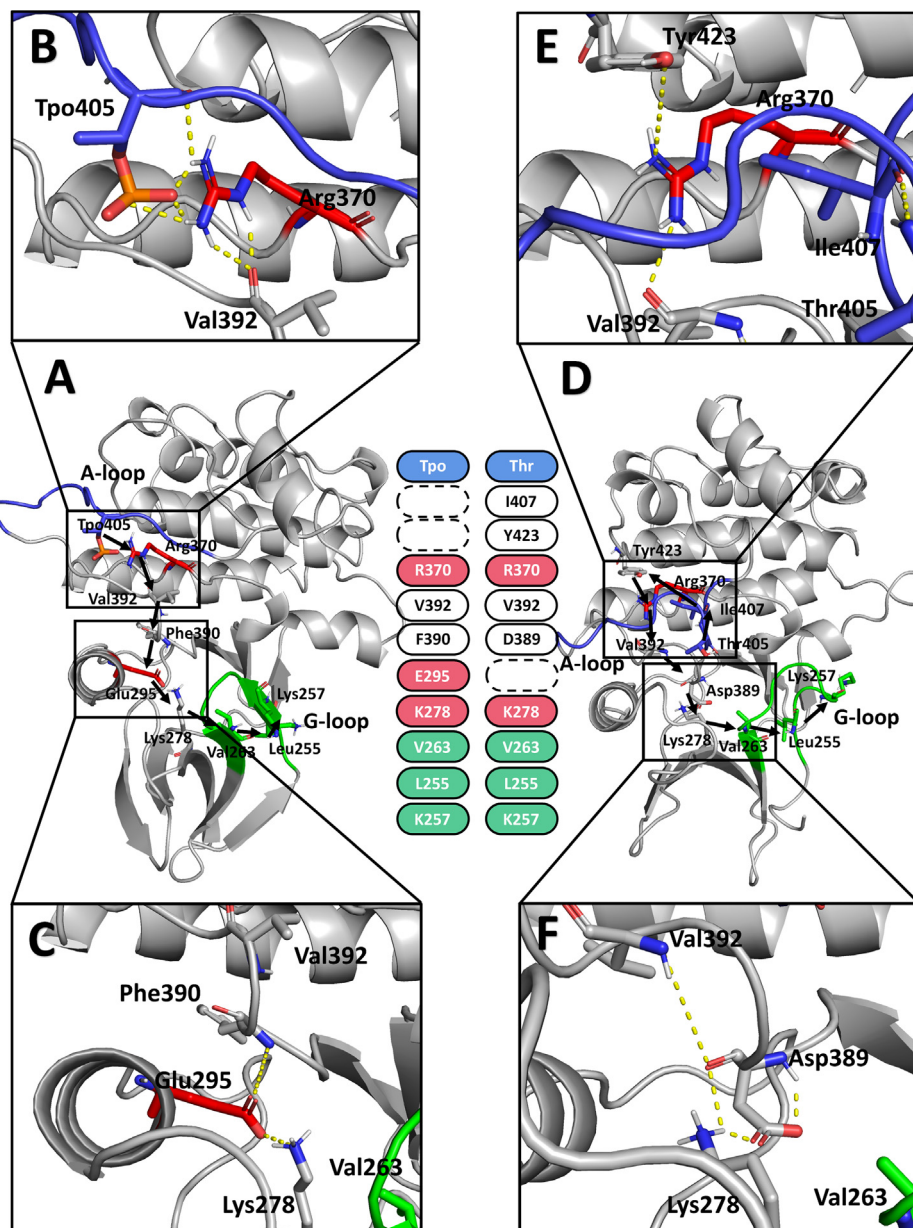 B
Tpo405
Arg370
Val392
E
Tyr423
Arg370
Ile407
Val392
Thr405
A
A-loop
Tpo405
Arg370
Val392
Phe390
Glu295
Lys257
G-loop
Lys278
Val263
Leu255
Tpo Thr
I407
Y423
R370 R370
V392 V392
F390 D389
E295
K278 K278
V263 V263
L255 L255
K257 K257
D
Tyr423
Arg370
Ile407
Val392
Thr405
A-loop
Asp389
Lys257
G-loop
Lys278
Val263
Leu255
C
Val392
Phe390
Glu295
Val263
Lys278
F
Val392
Asp389
Lys278
Val263